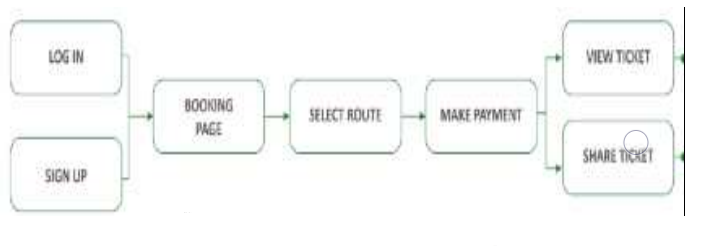 LOG IN
SIGN UP
BOOKING
PAGE
SELECT ROUTE
MAKE PAYMENT
VIEW TICKET
SHARE TICKET